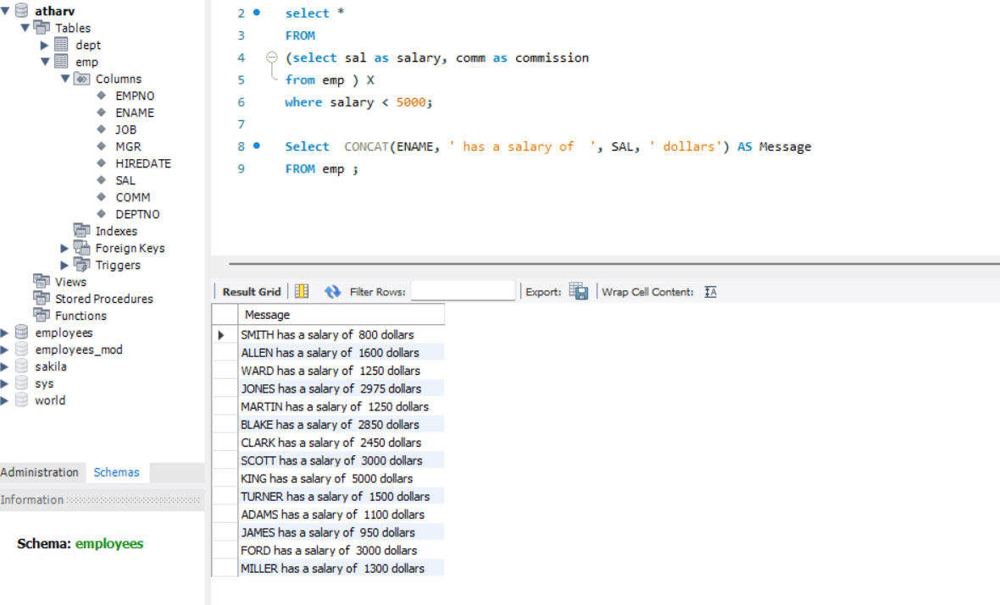 atharv
Tables
dept
emp
Columns
EMPNO
ENAME
JOB
MGR
HIREDATE
SAL
COMM
DEPTNO
Indexes
Foreign Keys
Triggers
Views
Stored Procedures
Functions
employees
employees_mod
sakila
sys
world
Administration Schemas
Information
Schema: employees
2 select *
3 FROM
4 (select sal as salary, comm as commission
5 from emp ) X
6 where salary < 5000;
7
8 Select  CONCAT(ENAME, ' has a salary of  ', SAL, ' dollars') AS Message
9 FROM emp ;
Result Grid Filter Rows: Export: Wrap Cell Content: IA
Message
SMITH has a salary of  800 dollars
ALLEN has a salary of  1600 dollars
WARD has a salary of  1250 dollars
JONES has a salary of  2975 dollars
MARTIN has a salary of  1250 dollars
BLAKE has a salary of  2850 dollars
CLARK has a salary of  2450 dollars
SCOTT has a salary of  3000 dollars
KING has a salary of  5000 dollars
TURNER has a salary of  1500 dollars
ADAMS has a salary of  1100 dollars
JAMES has a salary of  950 dollars
FORD has a salary of  3000 dollars
MILLER has a salary of  1300 dollars